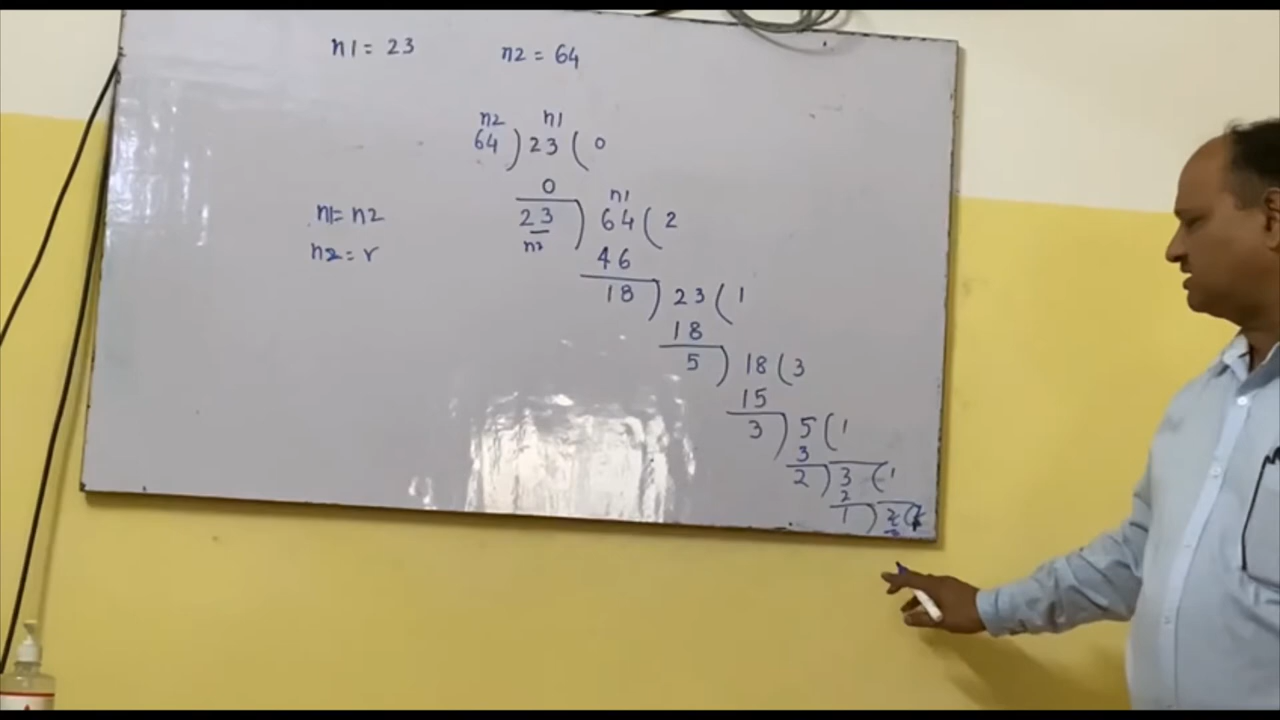 n1 = 23 n2 = 64
n2 n1
64 ) 23 ( 0
0
n1
n1 = n2 23 ) 64 ( 2
n2
n2 = r 46
18 ) 23 ( 1
18
5 ) 18 ( 3
15
3 ) 5 ( 1
3
2 ) 3 ( 1
2
1 ) 2 (